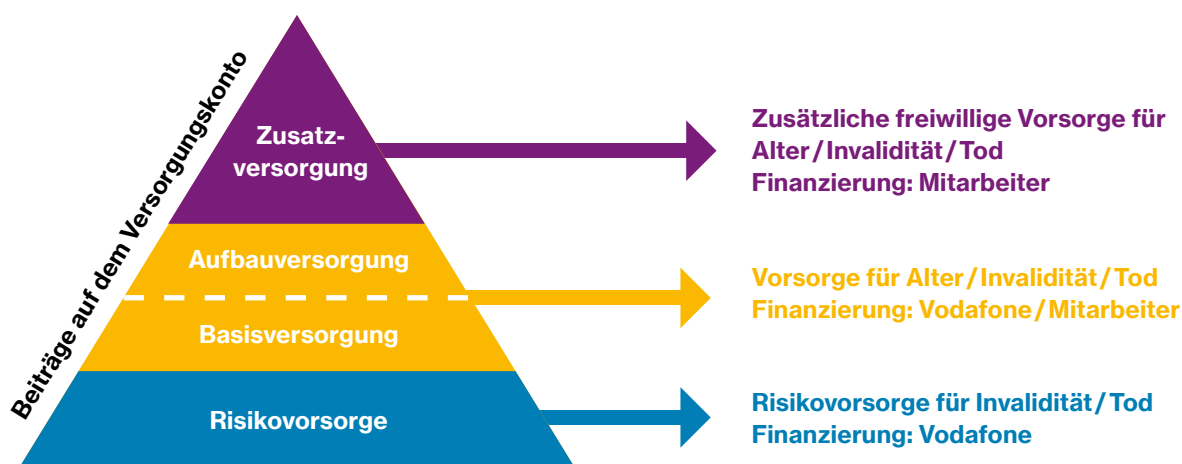 Beiträge auf dem Versorgungskonto
Zusatz-
versorgung
Zusätzliche freiwillige Vorsorge für
Alter/Invalidität/Tod
Finanzierung: Mitarbeiter
Aufbauversorgung
Basisversorgung
Vorsorge für Alter/Invalidität/Tod
Finanzierung: Vodafone/Mitarbeiter
Risikovorsorge
Risikovorsorge für Invalidität/Tod
Finanzierung: Vodafone